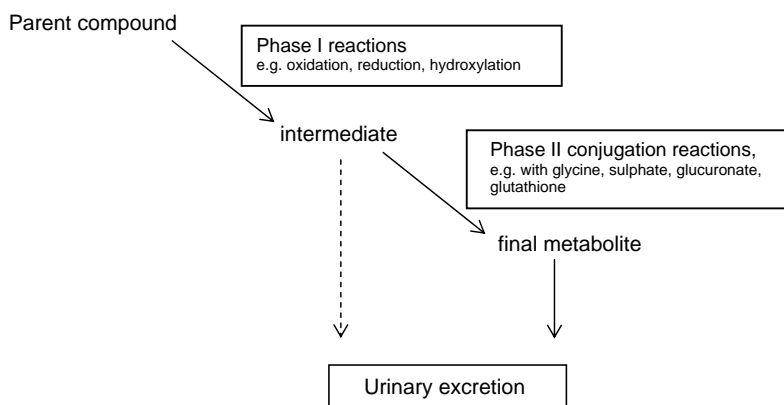 Parent compound
Phase I reactions
e.g. oxidation, reduction, hydroxylation
intermediate
Phase II conjugation reactions,
e.g. with glycine, sulphate, glucuronate,
glutathione
final metabolite
Urinary excretion